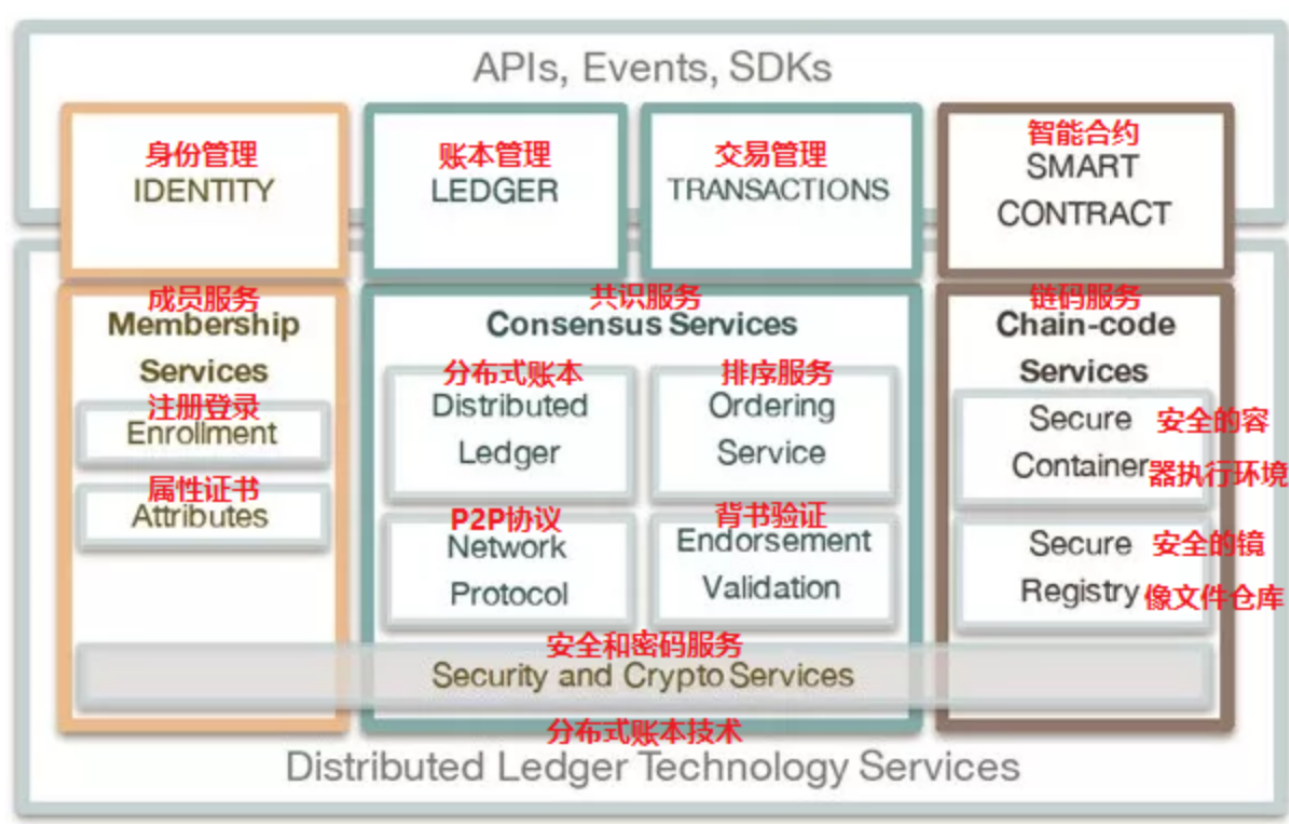 APIs, Events, SDKs
身份管理
IDENTITY
账本管理
LEDGER
交易管理
TRANSACTIONS
智能合约
SMART
CONTRACT
成员服务
Membership
Services
注册登录
Enrollment
属性证书
Attributes
共识服务
Consensus Services
分布式账本
Distributed
Ledger
排序服务
Ordering
Service
P2P协议
Network
Protocol
背书验证
Endorsement
Validation
链码服务
Chain-code
Services
Secure 安全的容
Container 器执行环境
Secure 安全的镜
Registry 像文件仓库
安全和密码服务
Security and Crypto Services
分布式账本技术
Distributed Ledger Technology Services